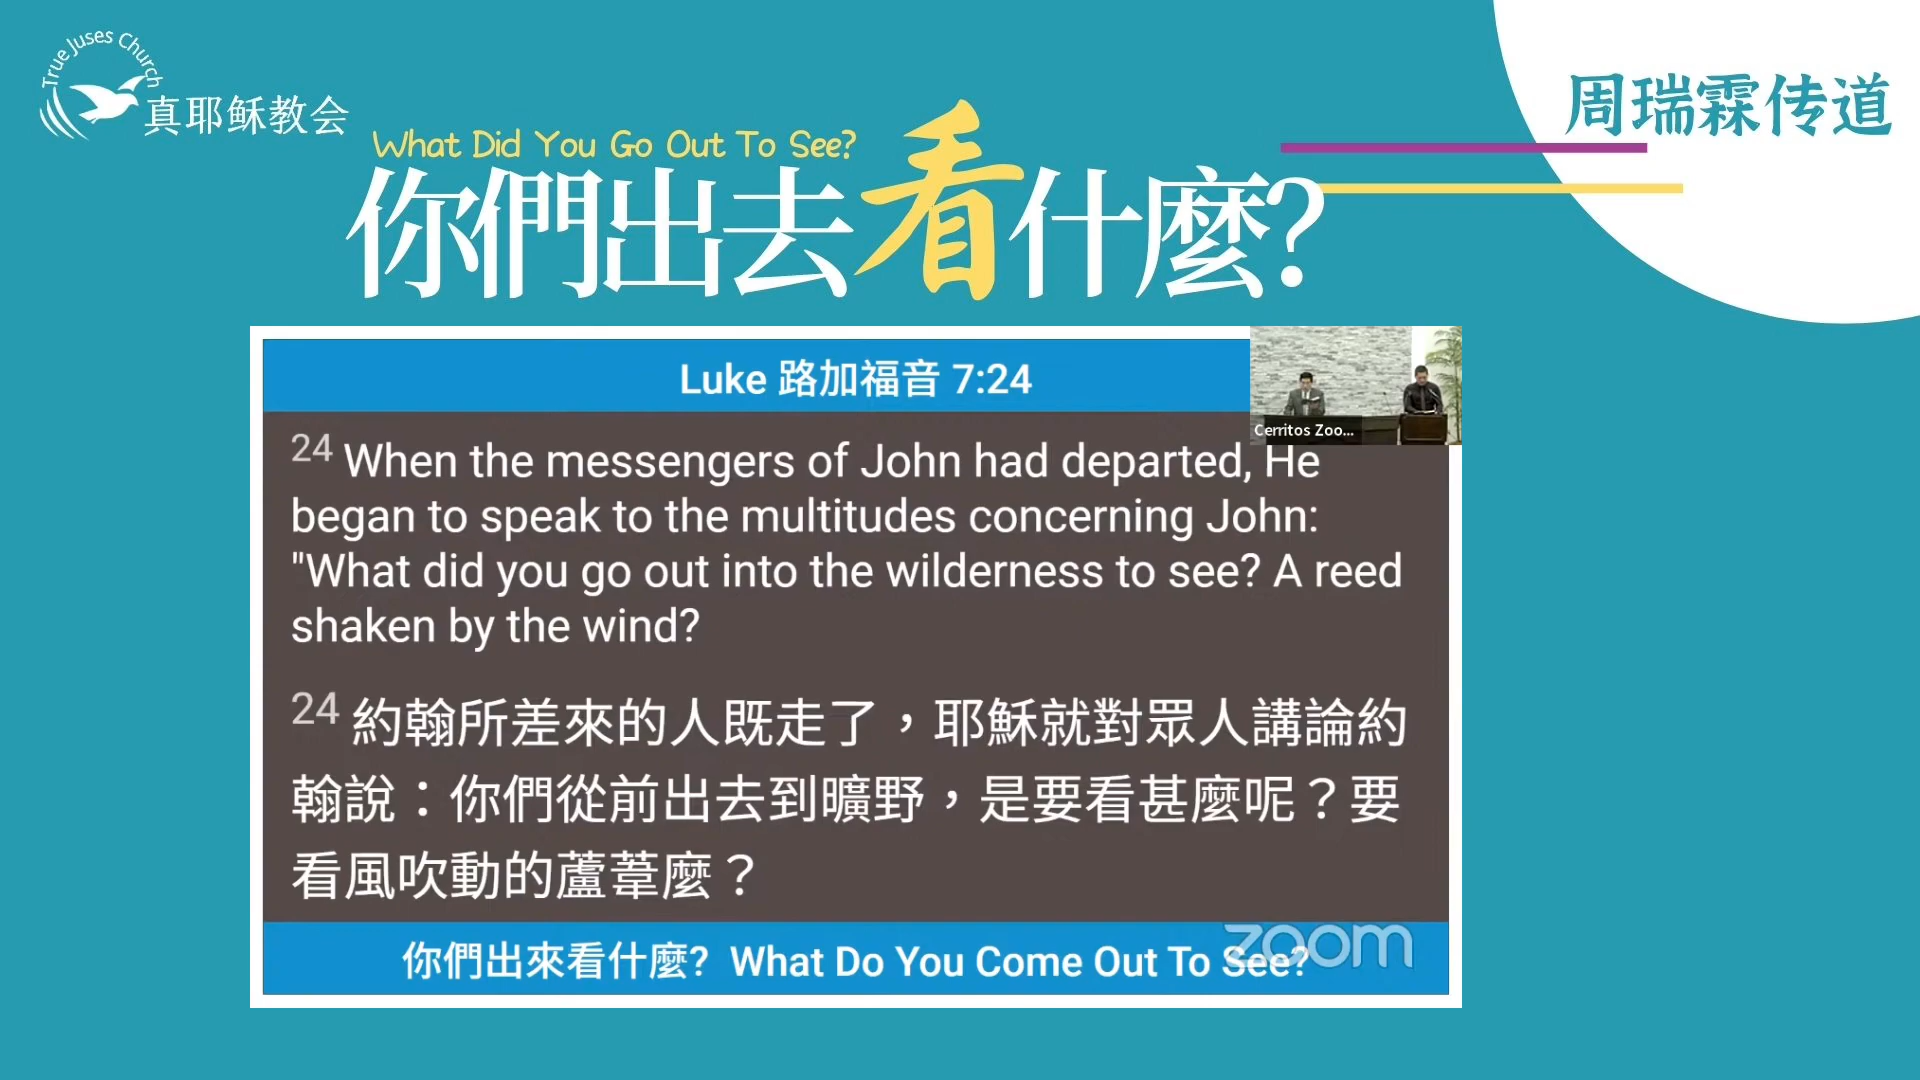 True Juses Church
真耶稣教会
周瑞霖传道
What Did You Go Out To See?
你們出去看什麼?
Luke 路加福音 7:24
Cerritos Zoo...
24 When the messengers of John had departed, He
began to speak to the multitudes concerning John:
"What did you go out into the wilderness to see? A reed
shaken by the wind?
24 約翰所差來的人既走了，耶穌就對眾人講論約
翰說：你們從前出去到曠野，是要看甚麼呢？要
看風吹動的蘆葦麼？
你們出來看什麼? What Do You Come Out To See?
zoom